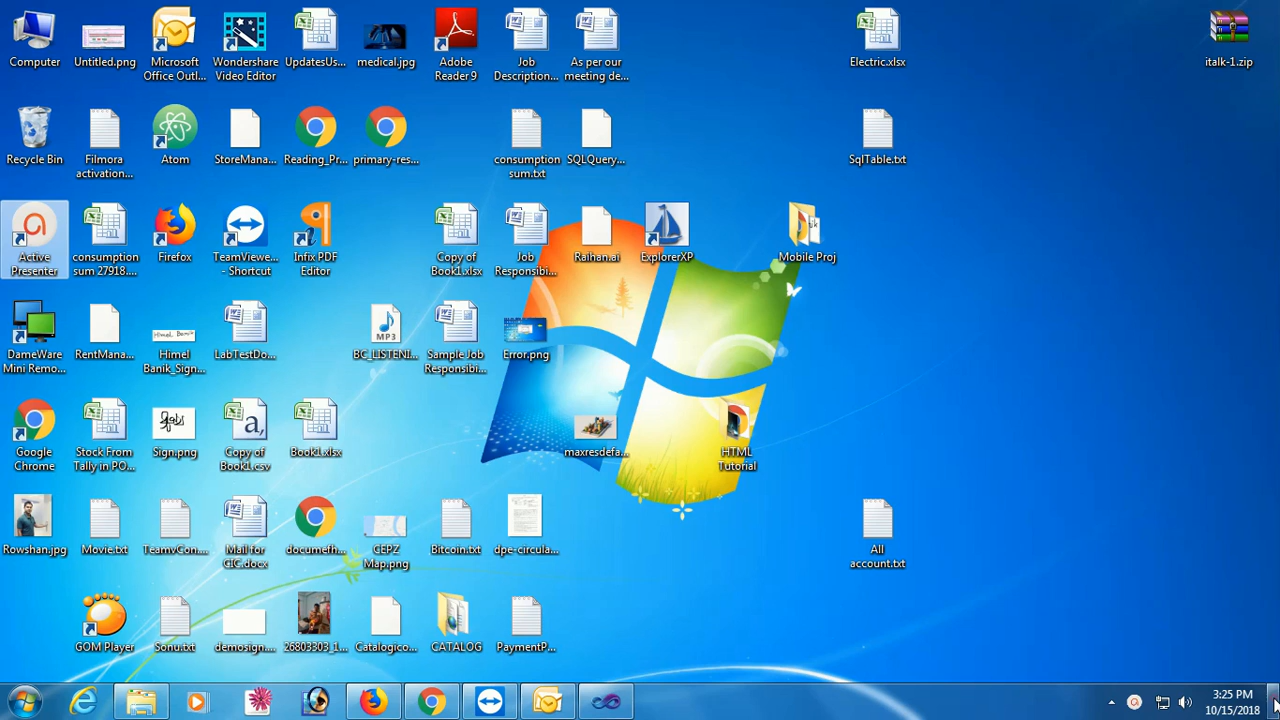 Computer
Untitled.png
Microsoft
Office Outl...
Wondershare
Video Editor
UpdatesUs...
medical.jpg
Adobe
Reader 9
Job
Description...
As per our
meeting de...
Electric.xlsx
italk-1.zip
Recycle Bin
Filmora
activation...
Atom
StoreMana...
Reading_Pr...
primary-res...
consumption
sum.txt
SQLQuery...
SqlTable.txt
Active
Presenter
consumption
sum 27918....
Firefox
TeamViewe...
- Shortcut
Infix PDF
Editor
Copy of
Book1.xlsx
Job
Responsibi...
Raihan.ai
ExplorerXP
Mobile Proj
DameWare
Mini Remo...
RentMana...
Himel
Banik_Sign...
LabTestDo...
BC_LISTENI...
MP3
Sample Job
Responsibi...
Error.png
Google
Chrome
Stock From
Tally in PO...
Sign.png
Copy of
Book1.csv
Book1.xlsx
maxresdefa...
HTML
Tutorial
Rowshan.jpg
Movie.txt
TeamvCon....
Mail for
CIC.docx
documefh...
CEPZ
Map.png
Bitcoin.txt
dpe-circula...
All
account.txt
GOM Player
Sonu.txt
demosign....
26803303_1...
Catalogico...
CATALOG
PaymentP...
3:25 PM
10/15/2018